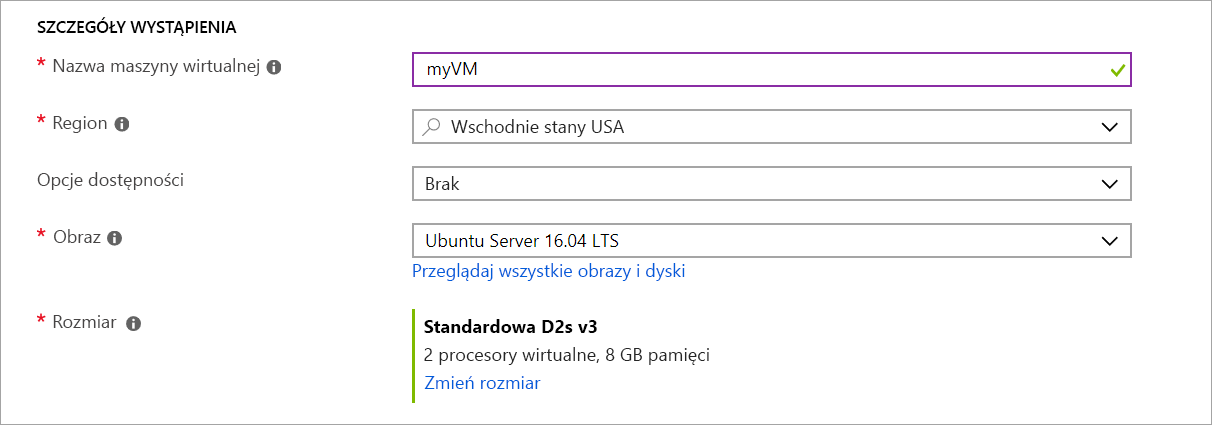 SZCZEGÓŁY WYSTĄPIENIA
* Nazwa maszyny wirtualnej
myVM
* Region
Wschodnie stany USA
Opcje dostępności
Brak
* Obraz
Ubuntu Server 16.04 LTS
Przeglądaj wszystkie obrazy i dyski
* Rozmiar
Standardowa D2s v3
2 procesory wirtualne, 8 GB pamięci
Zmień rozmiar